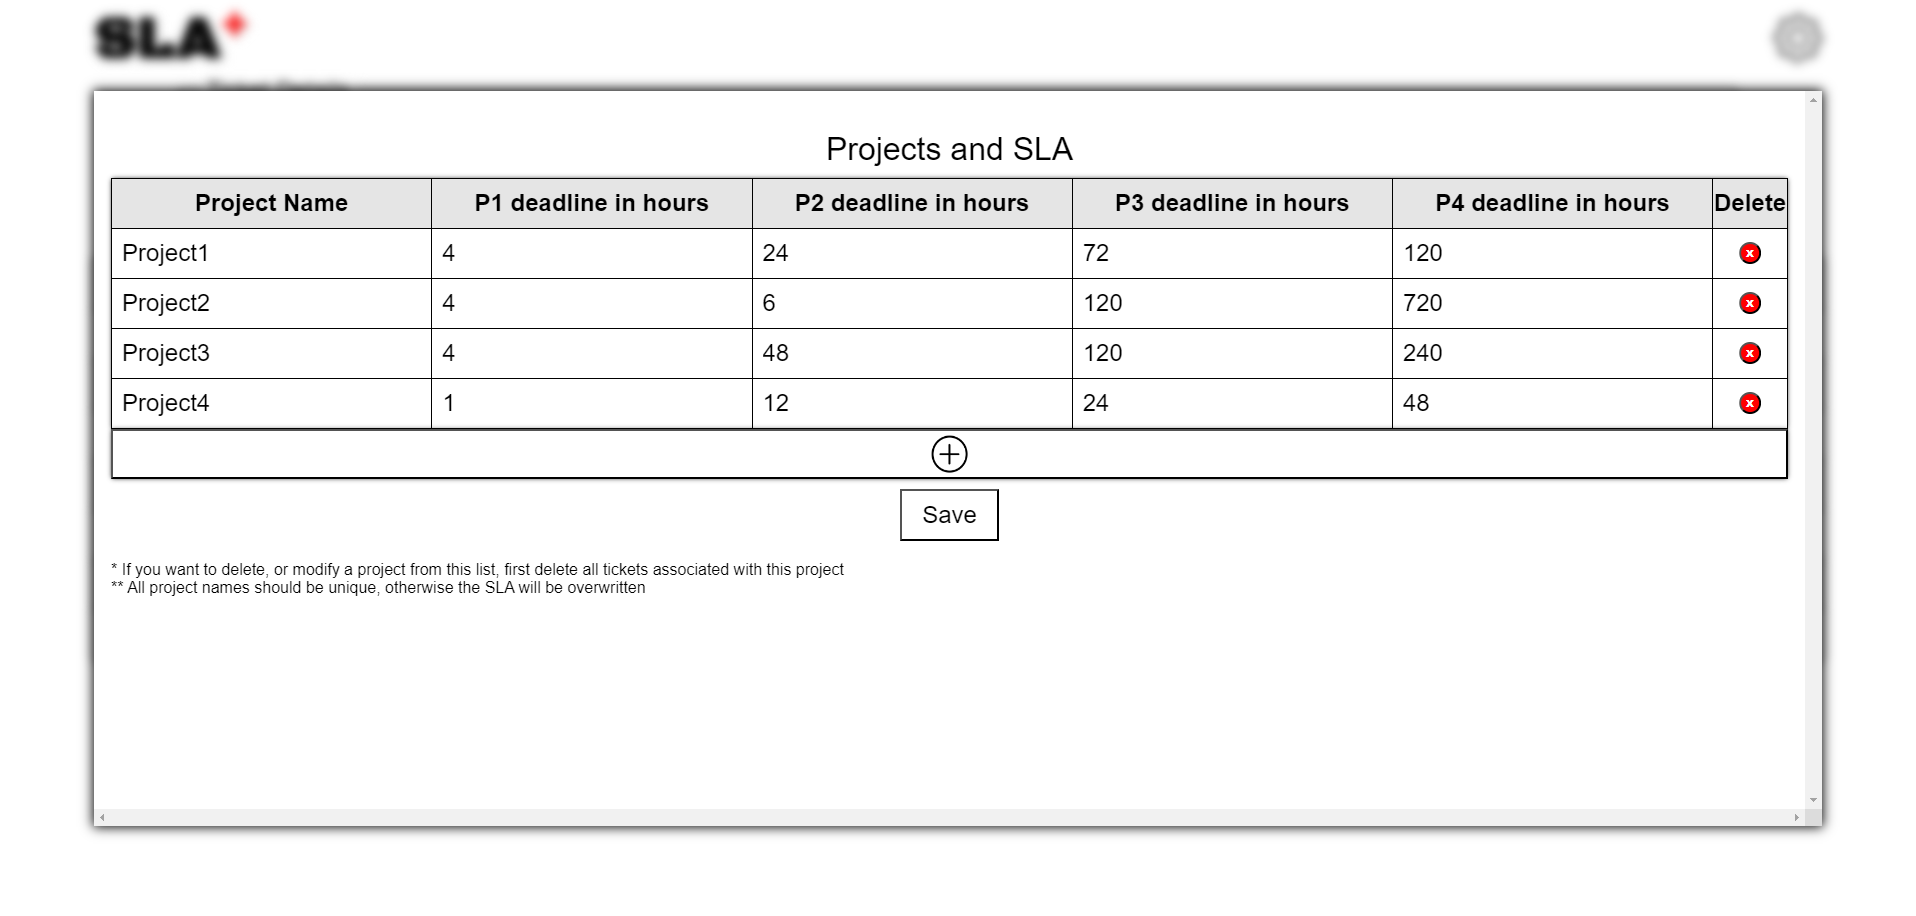 SLA+
Ticket Details
Projects and SLA
Project Name P1 deadline in hours P2 deadline in hours P3 deadline in hours P4 deadline in hours Delete
Project1 4 24 72 120 x
Project2 4 6 120 720 x
Project3 4 48 120 240 x
Project4 1 12 24 48 x
Save
* If you want to delete, or modify a project from this list, first delete all tickets associated with this project
** All project names should be unique, otherwise the SLA will be overwritten